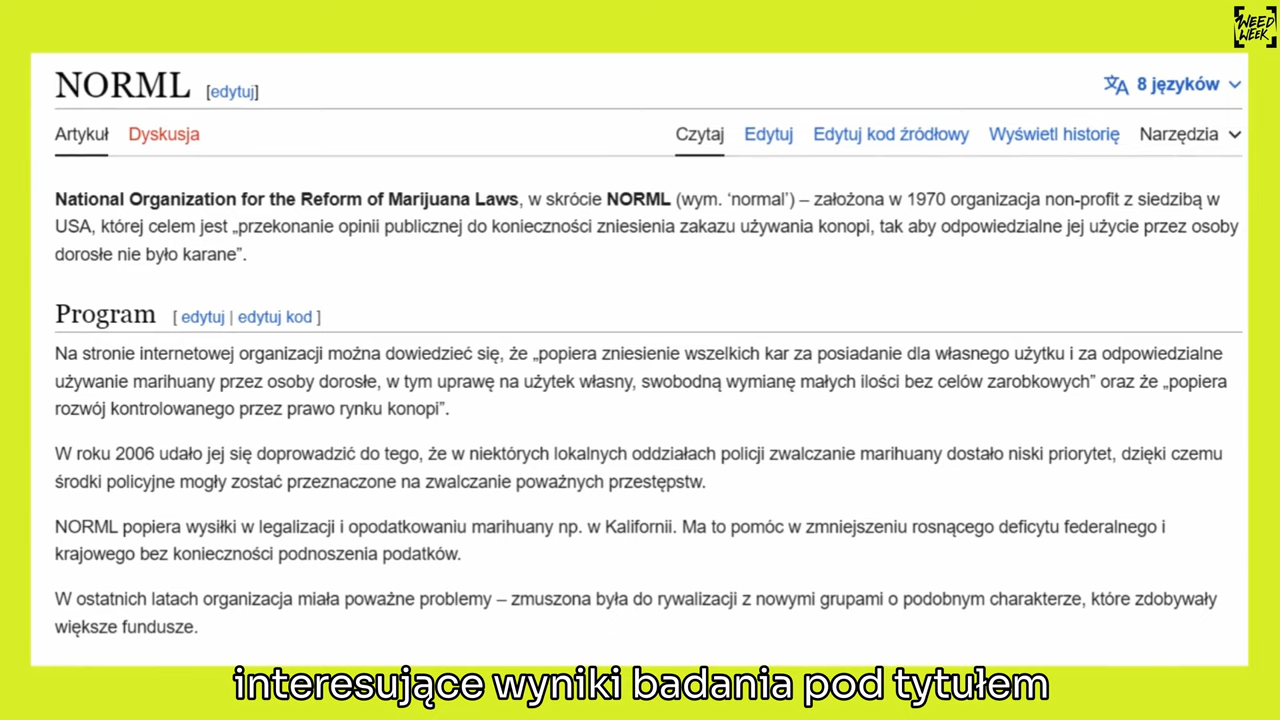 WEED
WEEK
NORML [edytuj]
8 języków
Artykuł Dyskusja Czytaj Edytuj Edytuj kod źródłowy Wyświetl historię Narzędzia
National Organization for the Reform of Marijuana Laws, w skrócie NORML (wym. ‘normal’) – założona w 1970 organizacja non-profit z siedzibą w
USA, której celem jest „przekonanie opinii publicznej do konieczności zniesienia zakazu używania konopi, tak aby odpowiedzialne jej użycie przez osoby
dorosłe nie było karane”.
Program [ edytuj | edytuj kod ]
Na stronie internetowej organizacji można dowiedzieć się, że „popiera zniesienie wszelkich kar za posiadanie dla własnego użytku i za odpowiedzialne
używanie marihuany przez osoby dorosłe, w tym uprawę na użytek własny, swobodną wymianę małych ilości bez celów zarobkowych” oraz że „popiera
rozwój kontrolowanego przez prawo rynku konopi”.
W roku 2006 udało jej się doprowadzić do tego, że w niektórych lokalnych oddziałach policji zwalczanie marihuany dostało niski priorytet, dzięki czemu
środki policyjne mogły zostać przeznaczone na zwalczanie poważnych przestępstw.
NORML popiera wysiłki w legalizacji i opodatkowaniu marihuany np. w Kalifornii. Ma to pomóc w zmniejszeniu rosnącego deficytu federalnego i
krajowego bez konieczności podnoszenia podatków.
W ostatnich latach organizacja miała poważne problemy – zmuszona była do rywalizacji z nowymi grupami o podobnym charakterze, które zdobywały
większe fundusze.
interesujące wyniki badania pod tytułem